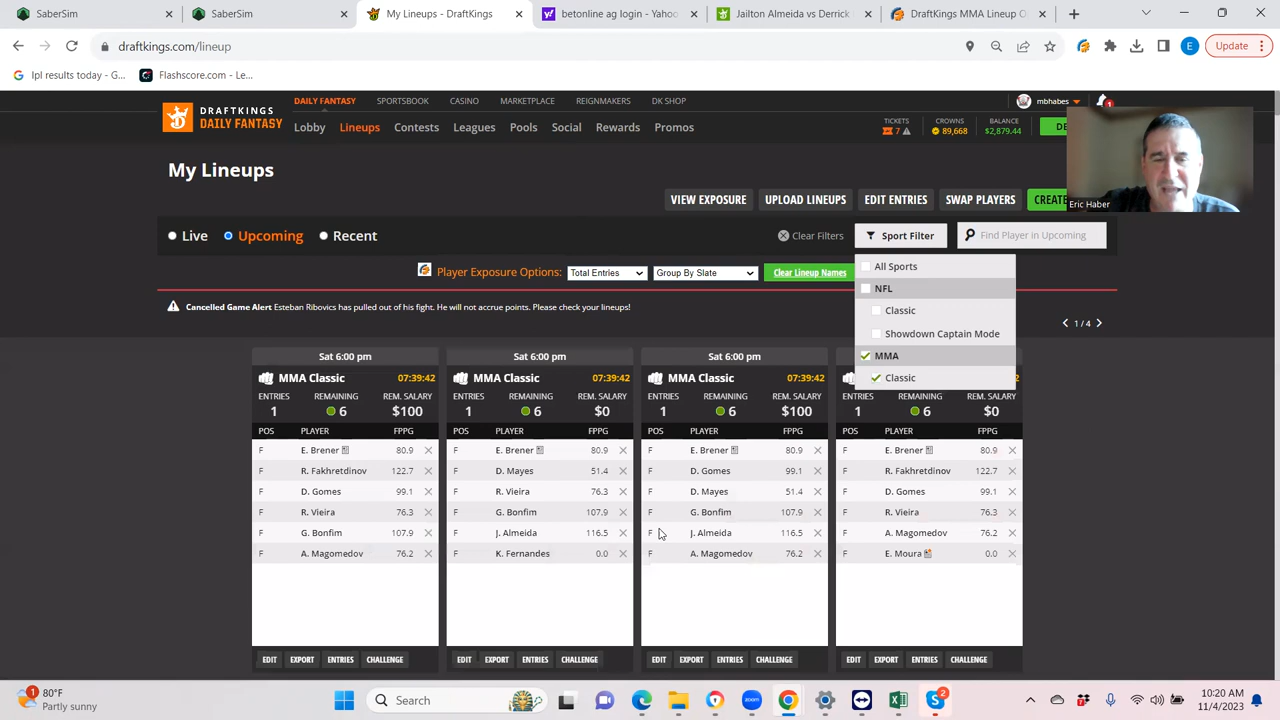 SaberSim
SaberSim
My Lineups - DraftKings
betonline ag login - Yahoo
Jailton Almeida vs Derrick
DraftKings MMA Lineup O
draftkings.com/lineup
E
Update
Ipl results today - G...
Flashscore.com - Le...
DRAFTKINGS
DAILY FANTASY
DAILY FANTASY SPORTSBOOK CASINO MARKETPLACE REIGNMAKERS DK SHOP
mbhabes
1
Lobby Lineups Contests Leagues Pools Social Rewards Promos
TICKETS
7
CROWNS
89,668
BALANCE
$2,879.44
DE
My Lineups
VIEW EXPOSURE UPLOAD LINEUPS EDIT ENTRIES SWAP PLAYERS CREATE
Eric Haber
Live Upcoming Recent
Clear Filters Sport Filter Find Player in Upcoming
Player Exposure Options: Total Entries Group By Slate Clear Lineup Names
All Sports
NFL
Classic
Showdown Captain Mode
MMA
Classic
Cancelled Game Alert Esteban Ribovics has pulled out of his fight. He will not accrue points. Please check your lineups!
1 / 4
Sat 6:00 pm
MMA Classic 07:39:42
ENTRIES REMAINING REM. SALARY
1 6 $100
POS PLAYER FPPG
F E. Brener 80.9
F R. Fakhretdinov 122.7
F D. Gomes 99.1
F R. Vieira 76.3
F G. Bonfim 107.9
F A. Magomedov 76.2
EDIT EXPORT ENTRIES CHALLENGE
Sat 6:00 pm
MMA Classic 07:39:42
ENTRIES REMAINING REM. SALARY
1 6 $0
POS PLAYER FPPG
F E. Brener 80.9
F D. Mayes 51.4
F R. Vieira 76.3
F G. Bonfim 107.9
F J. Almeida 116.5
F K. Fernandes 0.0
EDIT EXPORT ENTRIES CHALLENGE
Sat 6:00 pm
MMA Classic 07:39:42
ENTRIES REMAINING REM. SALARY
1 6 $100
POS PLAYER FPPG
F E. Brener 80.9
F D. Gomes 99.1
F D. Mayes 51.4
F G. Bonfim 107.9
F J. Almeida 116.5
F A. Magomedov 76.2
EDIT EXPORT ENTRIES CHALLENGE
ENTRIES REMAINING REM. SALARY
1 6 $0
POS PLAYER FPPG
F E. Brener 80.9
F R. Fakhretdinov 122.7
F D. Gomes 99.1
F R. Vieira 76.3
F A. Magomedov 76.2
F E. Moura 0.0
EDIT EXPORT ENTRIES CHALLENGE
1
80°F
Partly sunny
Search
zoom
2
10:20 AM
11/4/2023